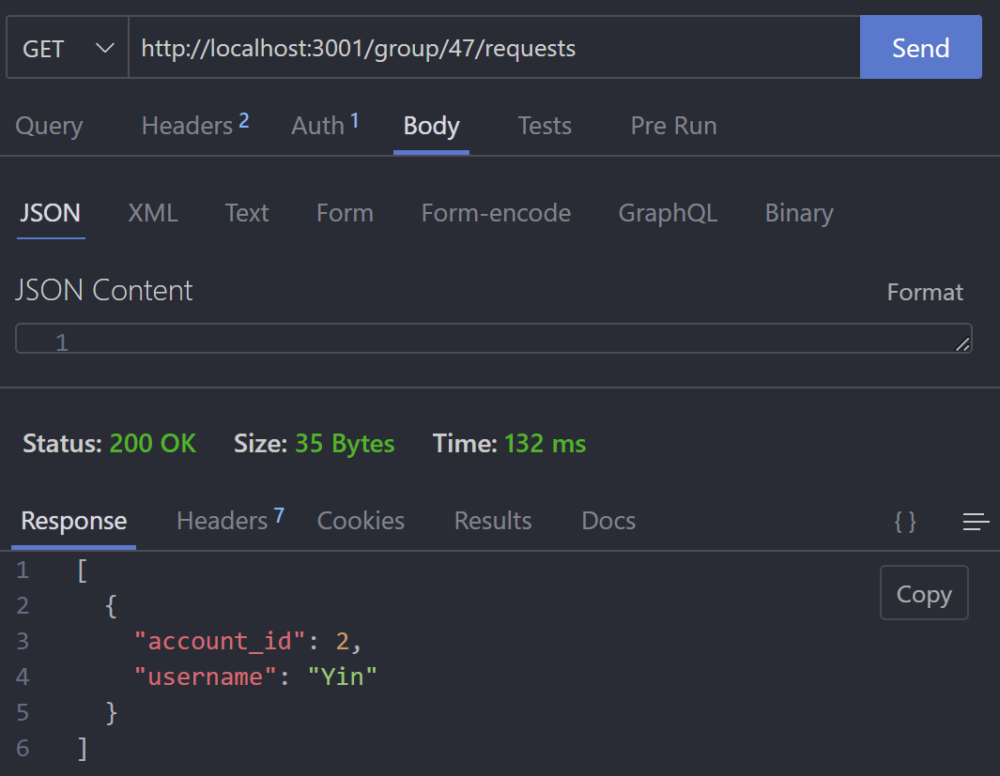 GET http://localhost:3001/group/47/requests Send
Query Headers 2 Auth 1 Body Tests Pre Run
JSON XML Text Form Form-encode GraphQL Binary
JSON Content Format
1
Status: 200 OK Size: 35 Bytes Time: 132 ms
Response Headers 7 Cookies Results Docs { }
1 [
Copy
2 {
3 "account_id": 2,
4 "username": "Yin"
5 }
6 ]